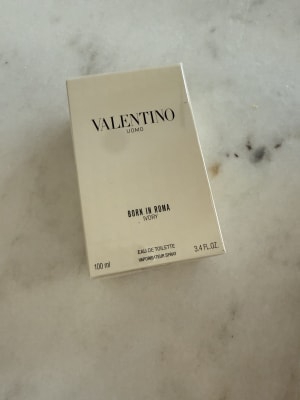 VALENTINO
UOMO
BORN IN ROMA
IVORY
EAU DE TOILETTE
VAPORISATEUR SPRAY
100 ml
3.4 FL.OZ.